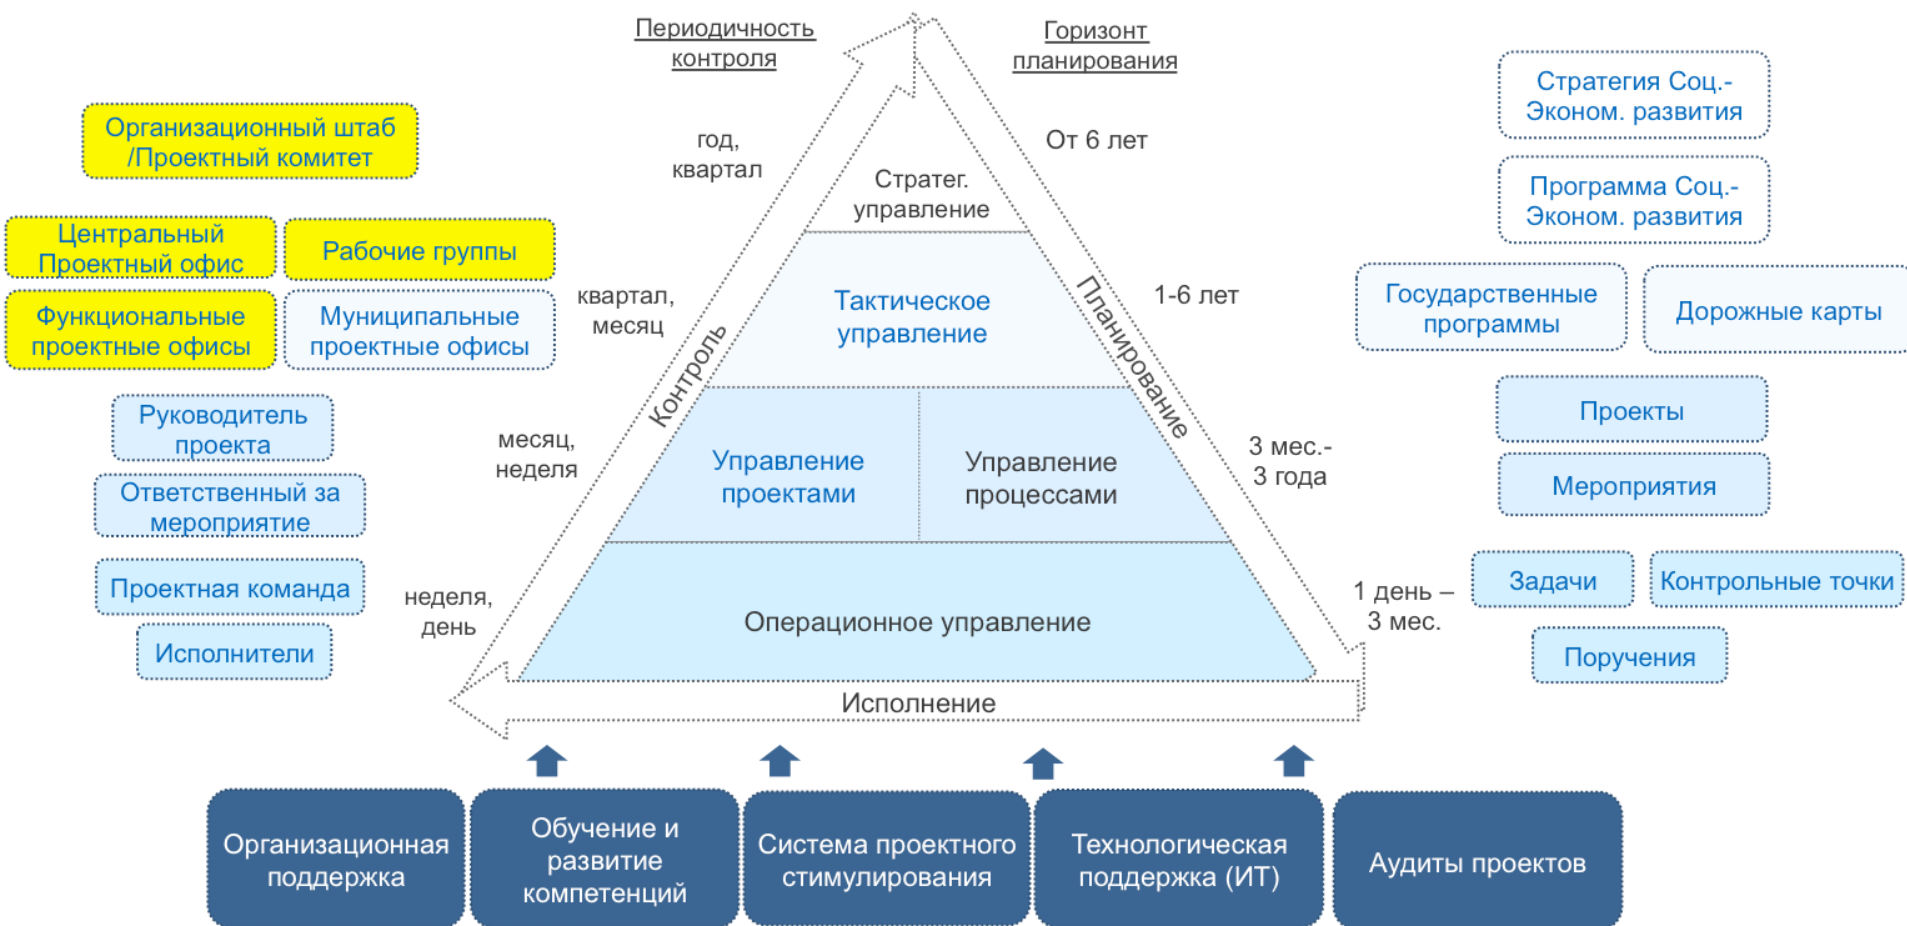 Периодичность
контроля
Горизонт
планирования
Организационный штаб
/Проектный комитет
Центральный
Проектный офис
Рабочие группы
Функциональные
проектные офисы
Муниципальные
проектные офисы
Руководитель
проекта
Ответственный за
мероприятие
Проектная команда
Исполнители
год,
квартал
квартал,
месяц
месяц,
неделя
неделя,
день
Контроль
Стратег.
управление
Тактическое
управление
Управление
проектами
Управление
процессами
Операционное управление
Исполнение
Планирование
От 6 лет
1-6 лет
3 мес.-
3 года
1 день –
3 мес.
Стратегия Соц.-
Эконом. развития
Программа Соц.-
Эконом. развития
Государственные
программы
Дорожные карты
Проекты
Мероприятия
Задачи
Контрольные точки
Поручения
Организационная
поддержка
Обучение и
развитие
компетенций
Система проектного
стимулирования
Технологическая
поддержка (ИТ)
Аудиты проектов